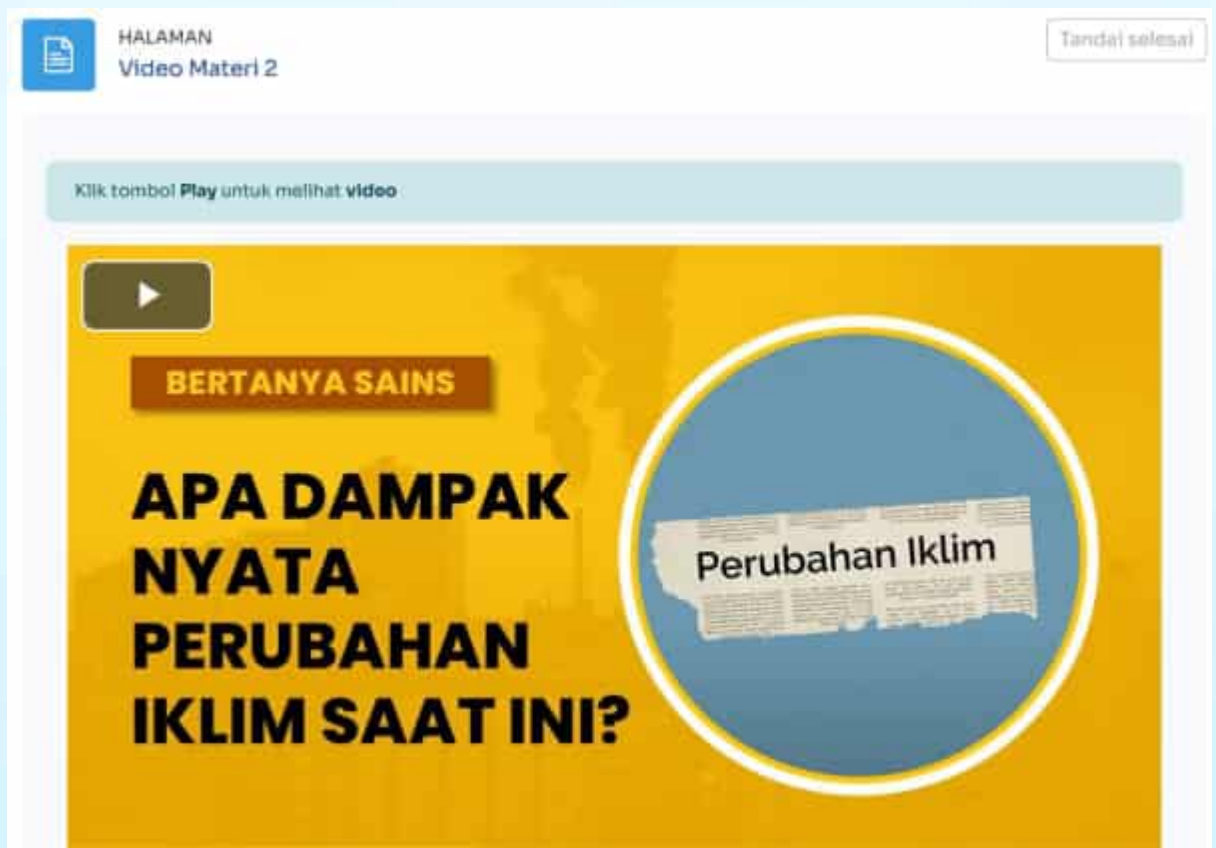 HALAMAN
Video Materi 2
Tandai selesai
Klik tombol Play untuk melihat video
BERTANYA SAINS
APA DAMPAK
NYATA
PERUBAHAN
IKLIM SAAT INI?
Perubahan Iklim